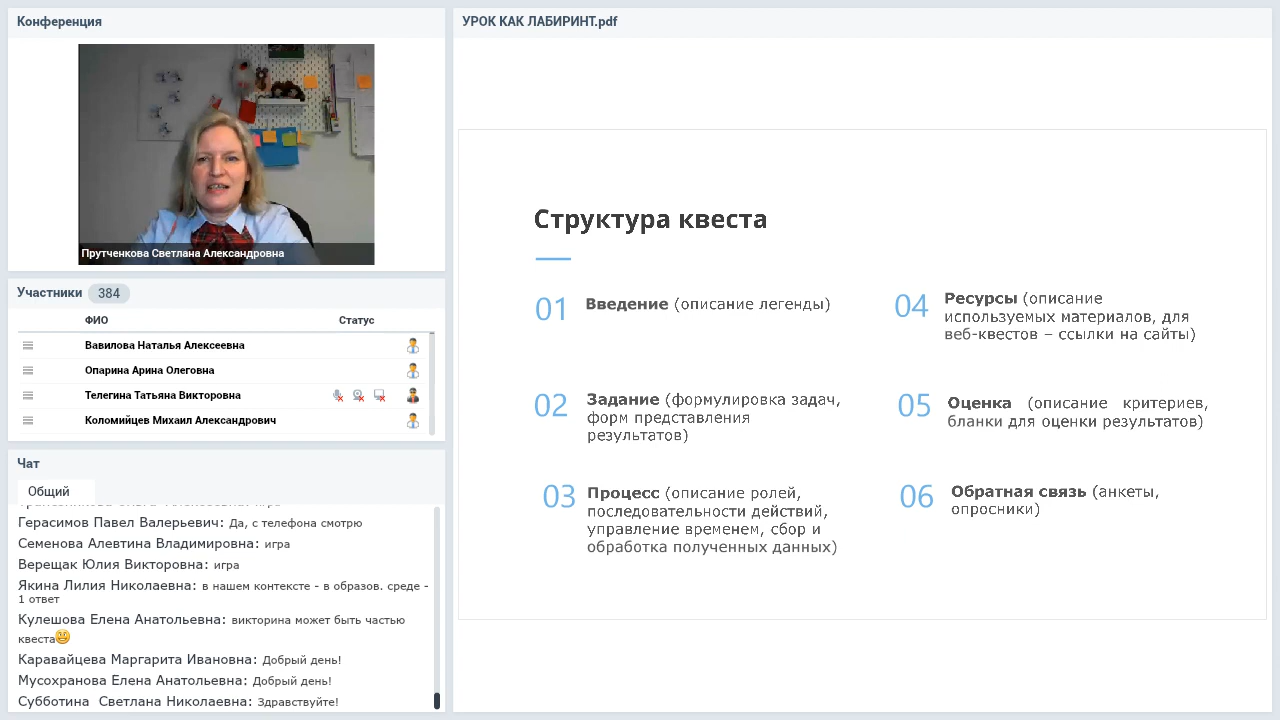 Конференция
Прутченкова Светлана Александровна
Участники 384
ФИО Статус
Вавилова Наталья Алексеевна
Опарина Арина Олеговна
Телегина Татьяна Викторовна
Коломийцев Михаил Александрович
Чат
Общий
Герасимов Павел Валерьевич: Да, с телефона смотрю
Семенова Алевтина Владимировна: игра
Верещак Юлия Викторовна: игра
Якина Лилия Николаевна: в нашем контексте - в образов. среде -
1 ответ
Кулешова Елена Анатольевна: викторина может быть частью
квеста
Каравайцева Маргарита Ивановна: Добрый день!
Мусохранова Елена Анатольевна: Добрый день!
Субботина Светлана Николаевна: Здравствуйте!
УРОК КАК ЛАБИРИНТ.pdf
Структура квеста
01 Введение (описание легенды)
02 Задание (формулировка задач,
форм представления
результатов)
03 Процесс (описание ролей,
последовательности действий,
управление временем, сбор и
обработка полученных данных)
04 Ресурсы (описание
используемых материалов, для
веб-квестов – ссылки на сайты)
05 Оценка (описание критериев,
бланки для оценки результатов)
06 Обратная связь (анкеты,
опросники)